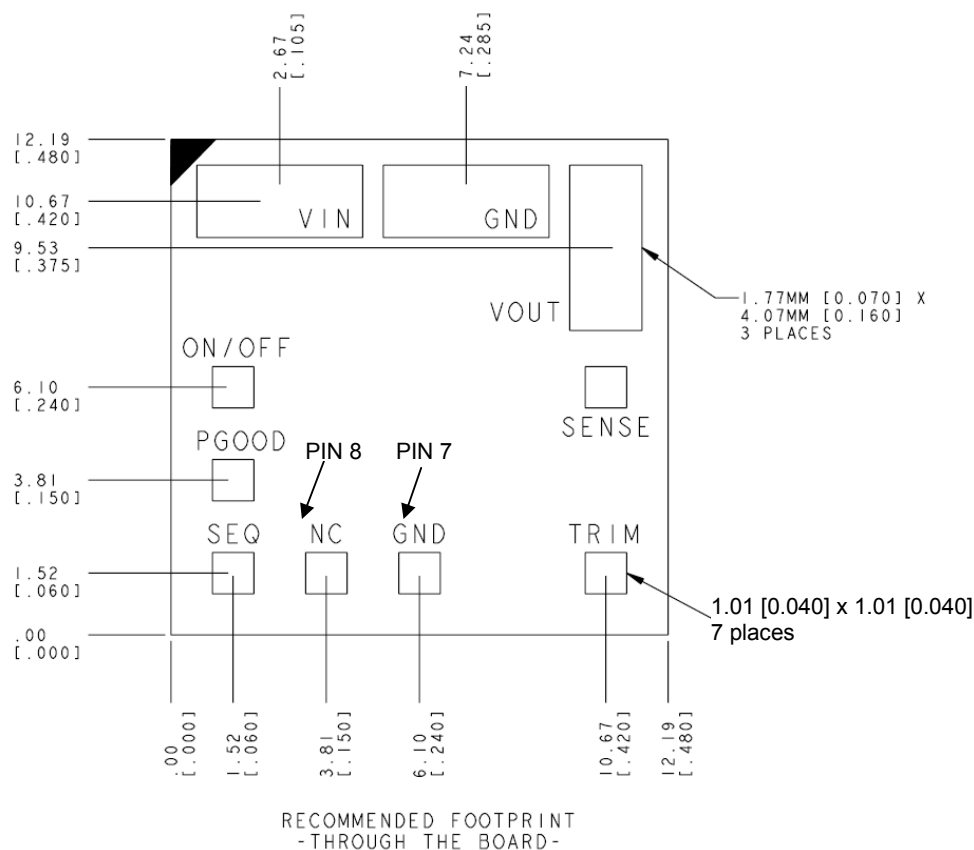 2.67
[.105]
7.24
[.285]
12.19
[.480]
10.67
[.420]
9.53
[.375]
VIN
GND
VOUT
1.77MM [0.070] X
4.07MM [0.160]
3 PLACES
ON/OFF
6.10
[.240]
SENSE
PGOOD
PIN 8
PIN 7
3.81
[.150]
SEQ
NC
GND
TRIM
1.52
[.060]
1.01 [0.040] x 1.01 [0.040]
7 places
.00
[.000]
.00
[.000]
1.52
[.060]
3.81
[.150]
6.10
[.240]
10.67
[.420]
12.19
[.480]
RECOMMENDED FOOTPRINT
-THROUGH THE BOARD-